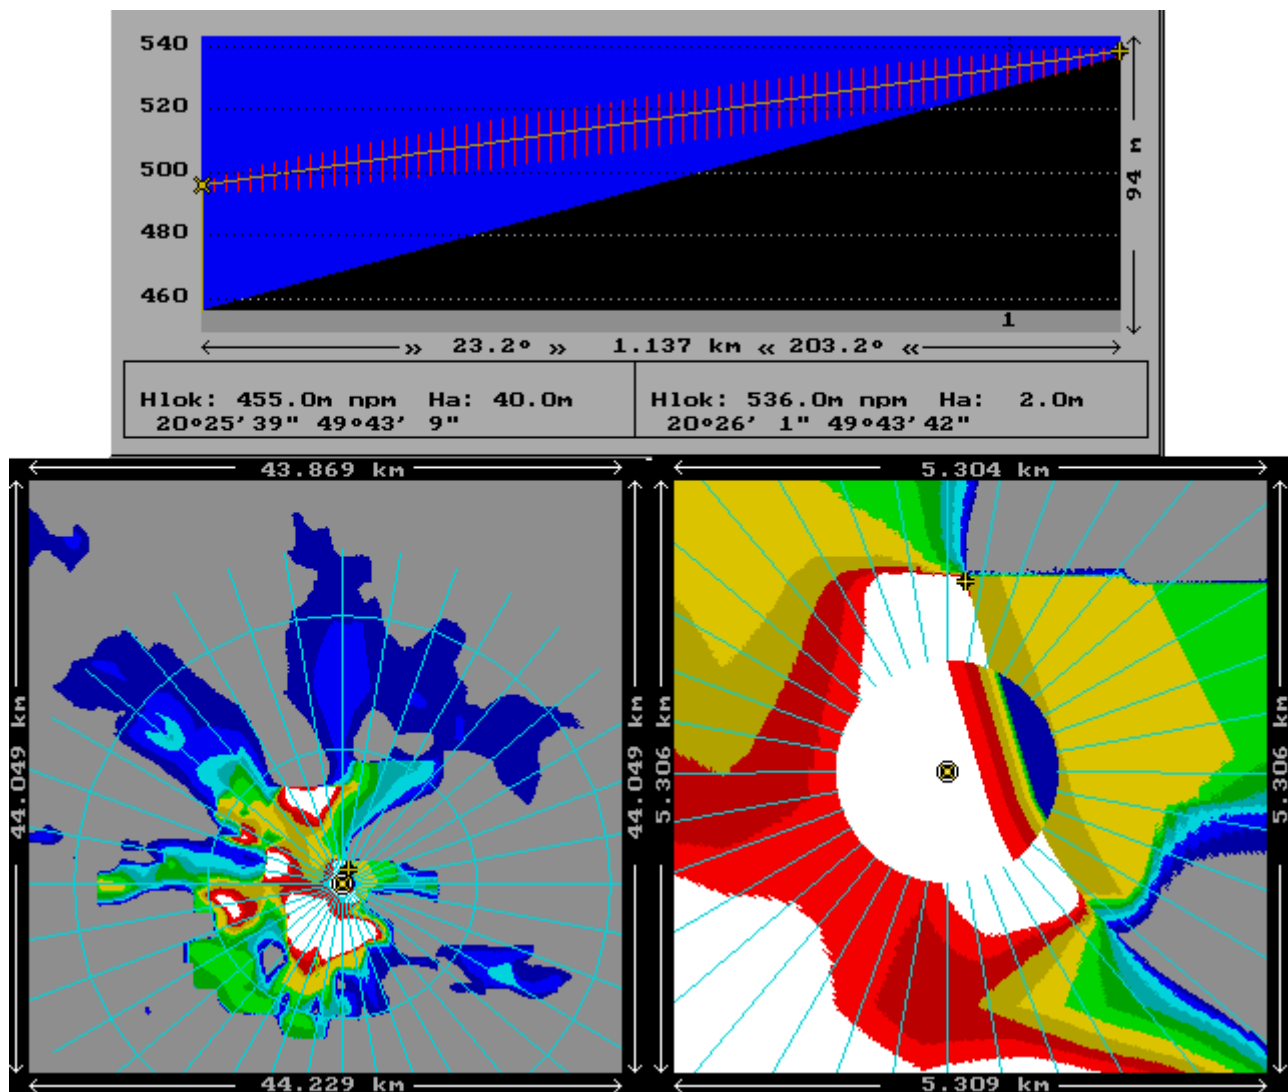 540
520
500
480
460
94 m
1
» 23.2° » 1.137 km « 203.2° «
Hlok: 455.0m npm Ha: 40.0m
20°25'39" 49°43' 9"
Hlok: 536.0m npm Ha: 2.0m
20°26' 1" 49°43'42"
43.869 km
44.049 km
44.049 km
44.229 km
5.304 km
5.306 km
5.306 km
5.309 km